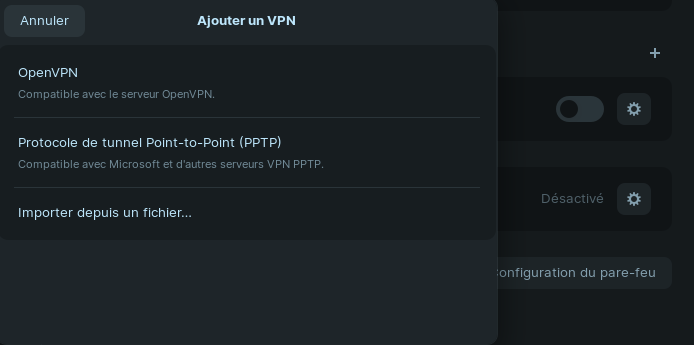 Annuler
Ajouter un VPN
OpenVPN
Compatible avec le serveur OpenVPN.
Protocole de tunnel Point-to-Point (PPTP)
Compatible avec Microsoft et d'autres serveurs VPN PPTP.
Importer depuis un fichier...
Désactivé
onfiguration du pare-feu